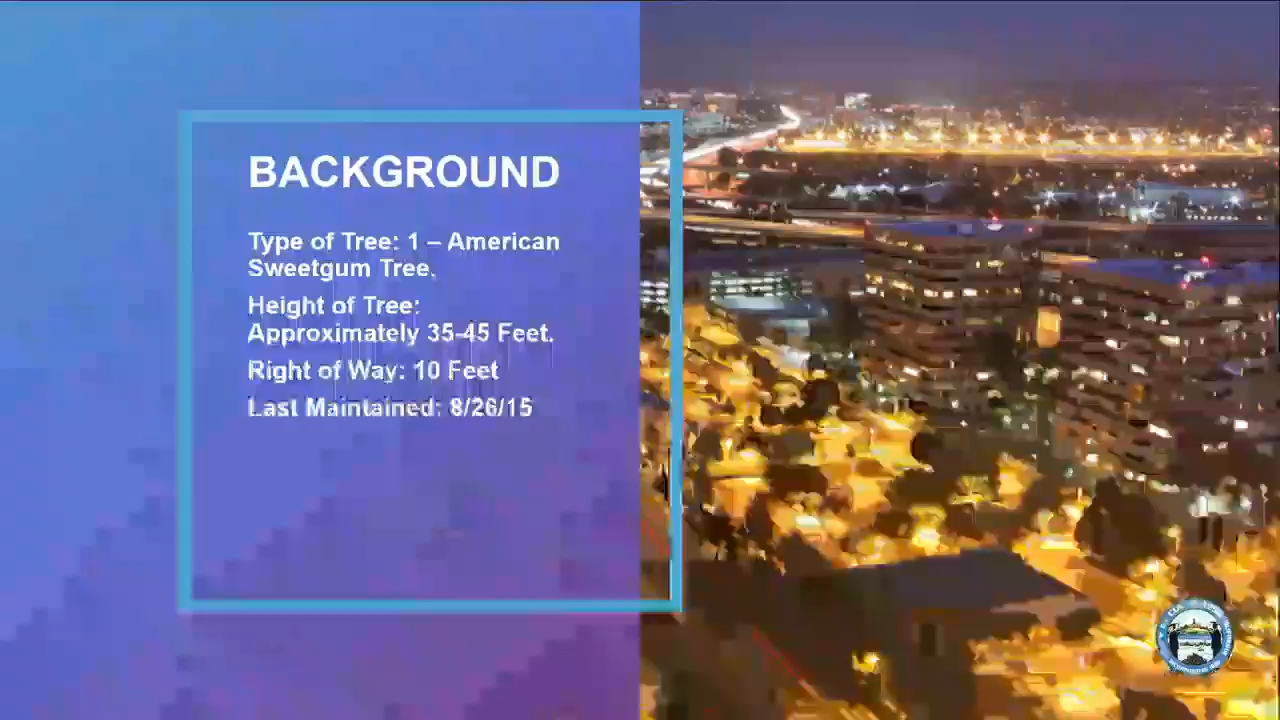 BACKGROUND
Type of Tree: 1 – American
Sweetgum Tree.
Height of Tree:
Approximately 35-45 Feet.
Right of Way: 10 Feet
Last Maintained: 8/26/15